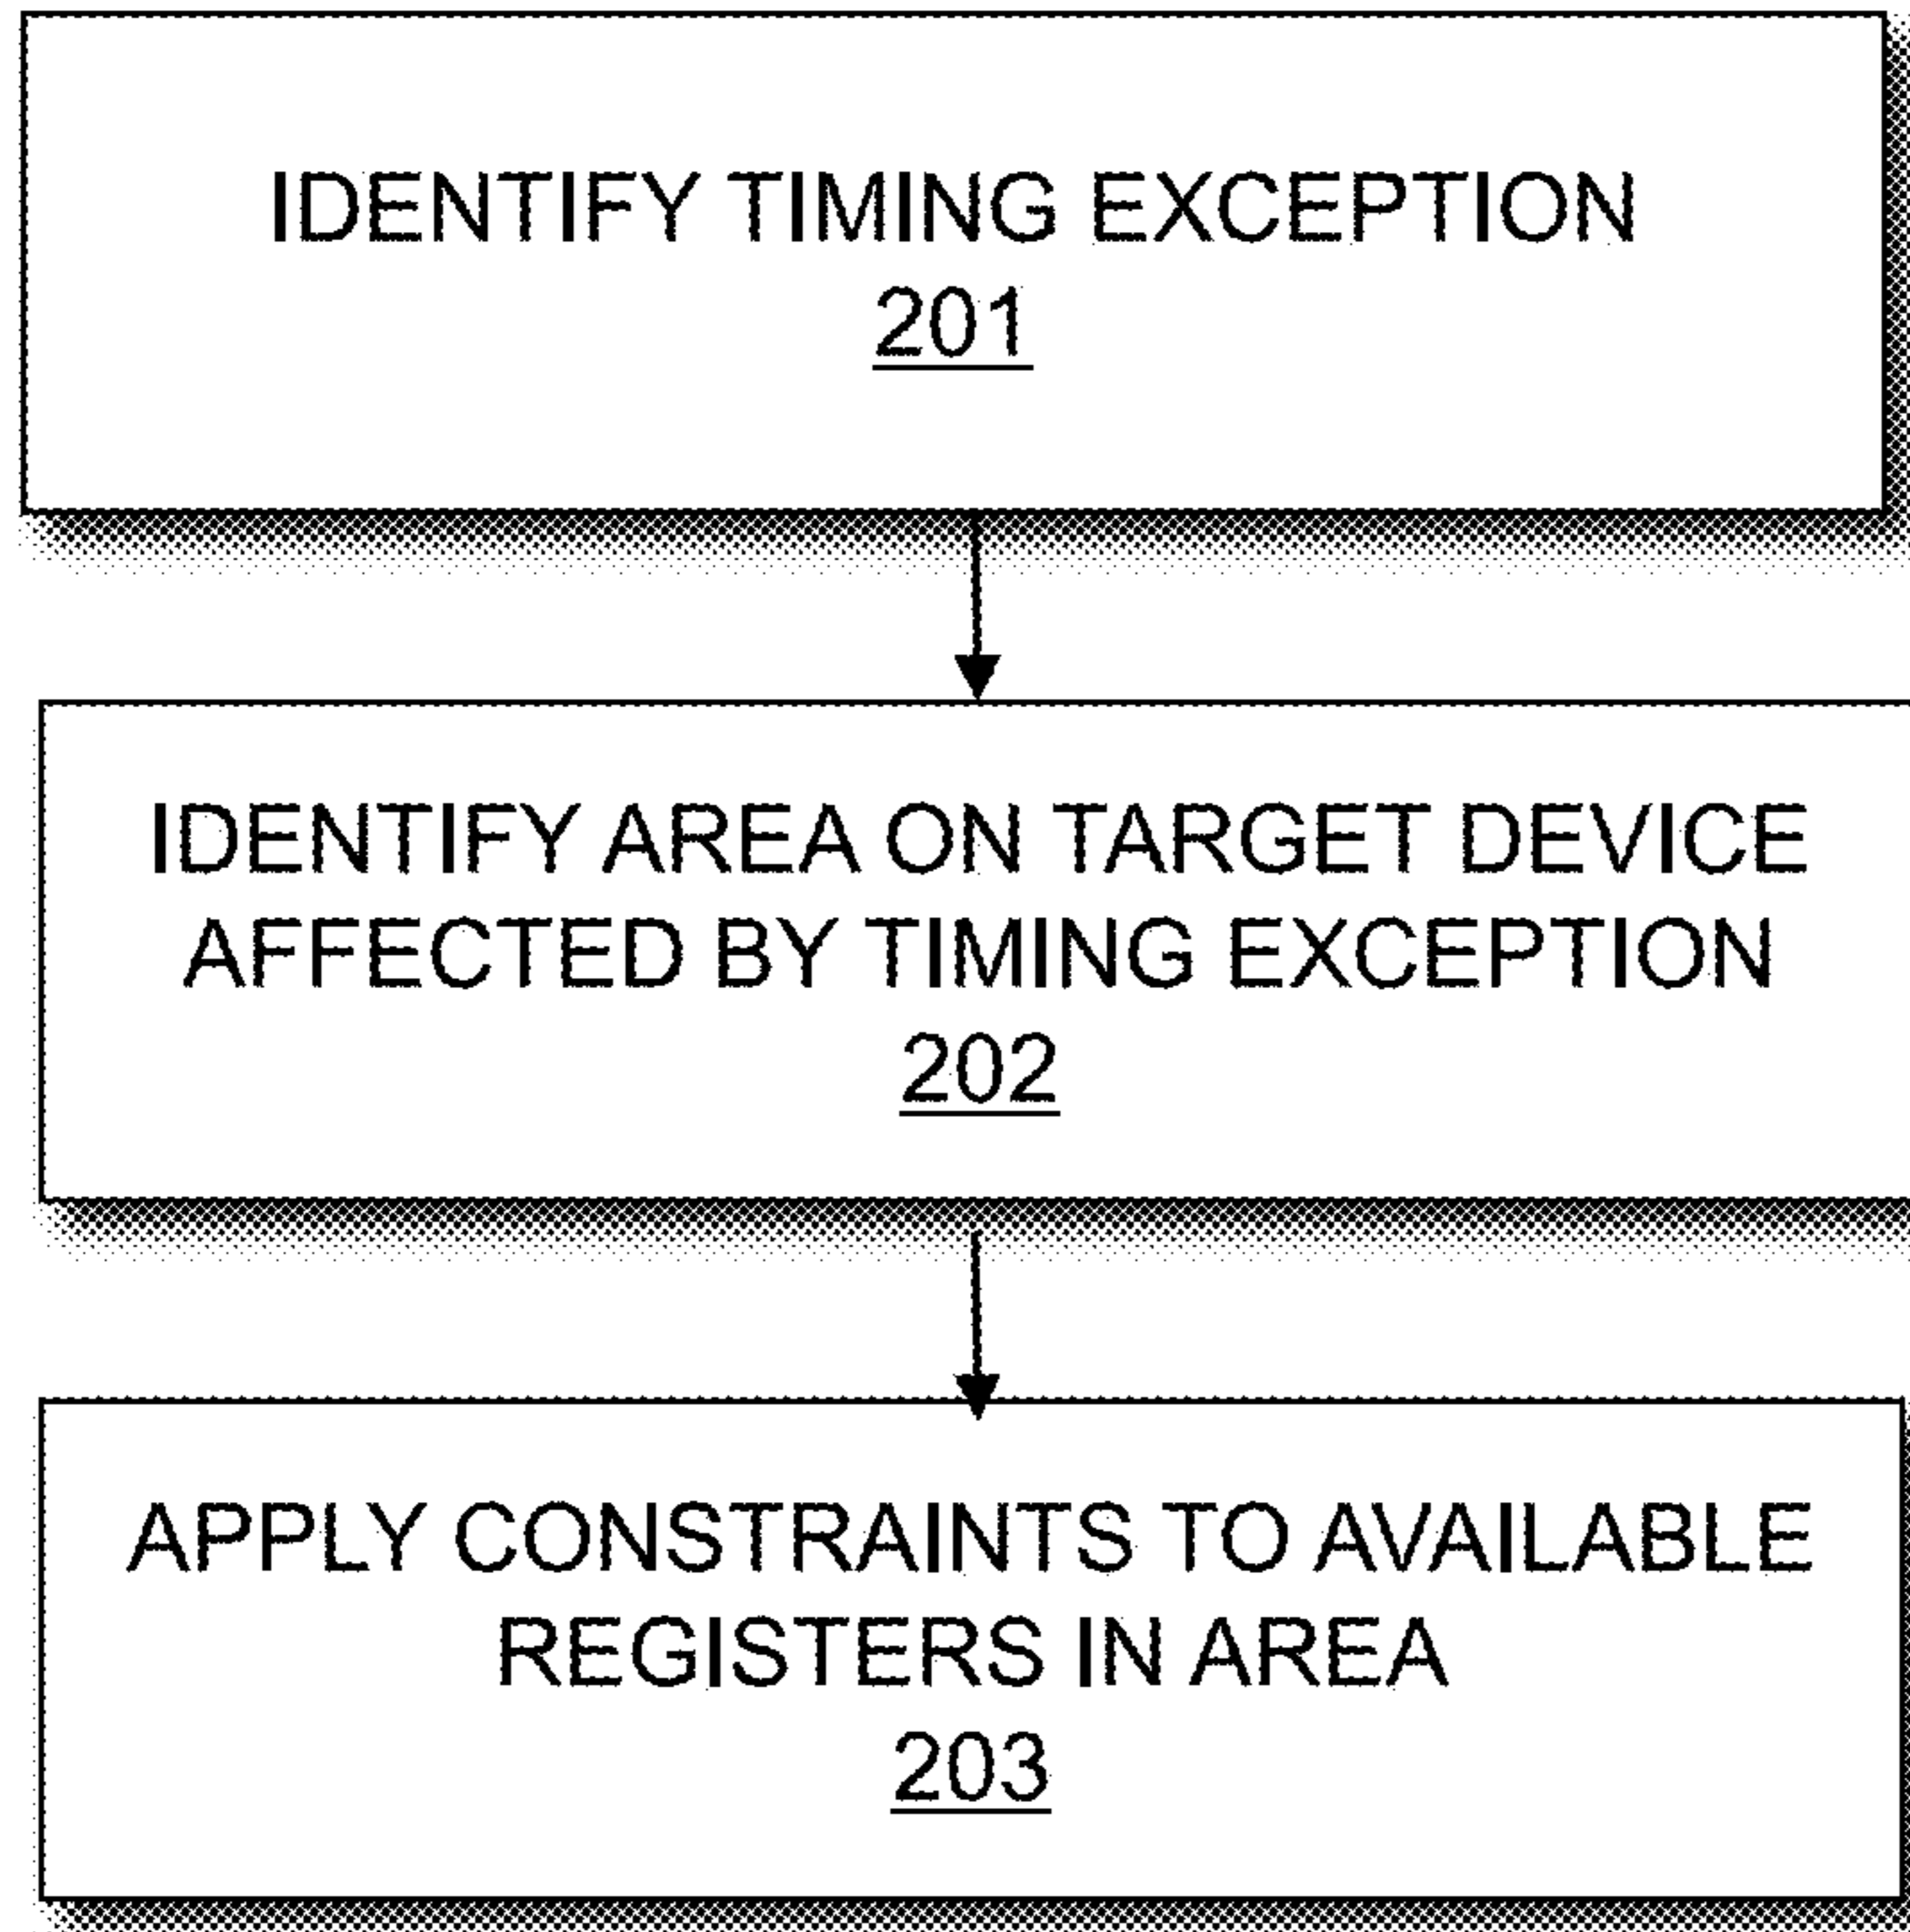 IDENTIFY TIMING EXCEPTION
201
IDENTIFY AREA ON TARGET DEVICE
AFFECTED BY TIMING EXCEPTION
202
APPLY CONSTRAINTS TO AVAILABLE
REGISTERS IN AREA
203